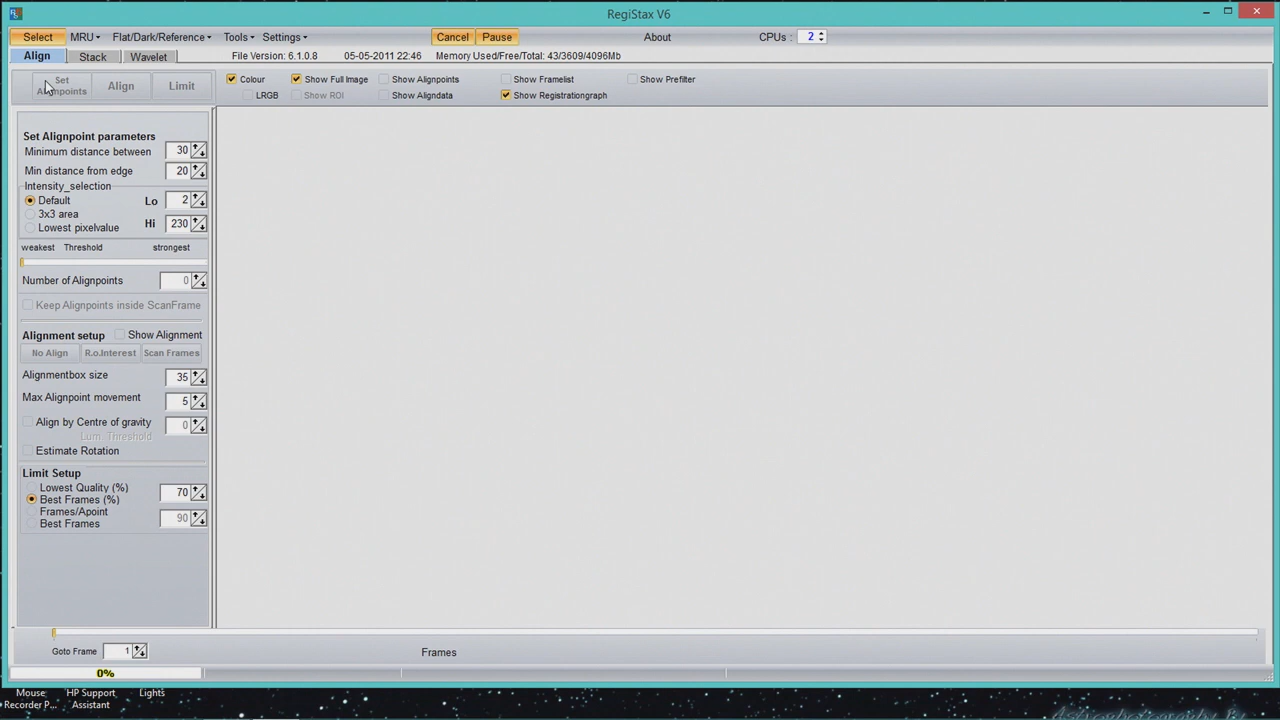 RegiStax V6
Select MRU Flat/Dark/Reference Tools Settings Cancel Pause About CPUs: 2
Align Stack Wavelet File Version: 6.1.0.8 05-05-2011 22:46 Memory Used/Free/Total: 43/3609/4096Mb
Set Alignpoints Align Limit
Colour Show Full Image Show Alignpoints Show Framelist Show Prefilter
LRGB Show ROI Show Aligndata Show Registrationgraph
Set Alignpoint parameters
Minimum distance between 30
Min distance from edge 20
Intensity_selection
Default Lo 2
3x3 area
Hi 230
Lowest pixelvalue
weakest Threshold strongest
Number of Alignpoints 0
Keep Alignpoints inside ScanFrame
Alignment setup Show Alignment
No Align R.o.Interest Scan Frames
Alignmentbox size 35
Max Alignpoint movement 5
Align by Centre of gravity 0
Lum. Threshold
Estimate Rotation
Limit Setup
Lowest Quality (%)
Best Frames (%) 70
Frames/Apoint
Best Frames 90
Goto Frame 1 Frames
0%
Mouse HP Support Lights
Recorder P... Assistant